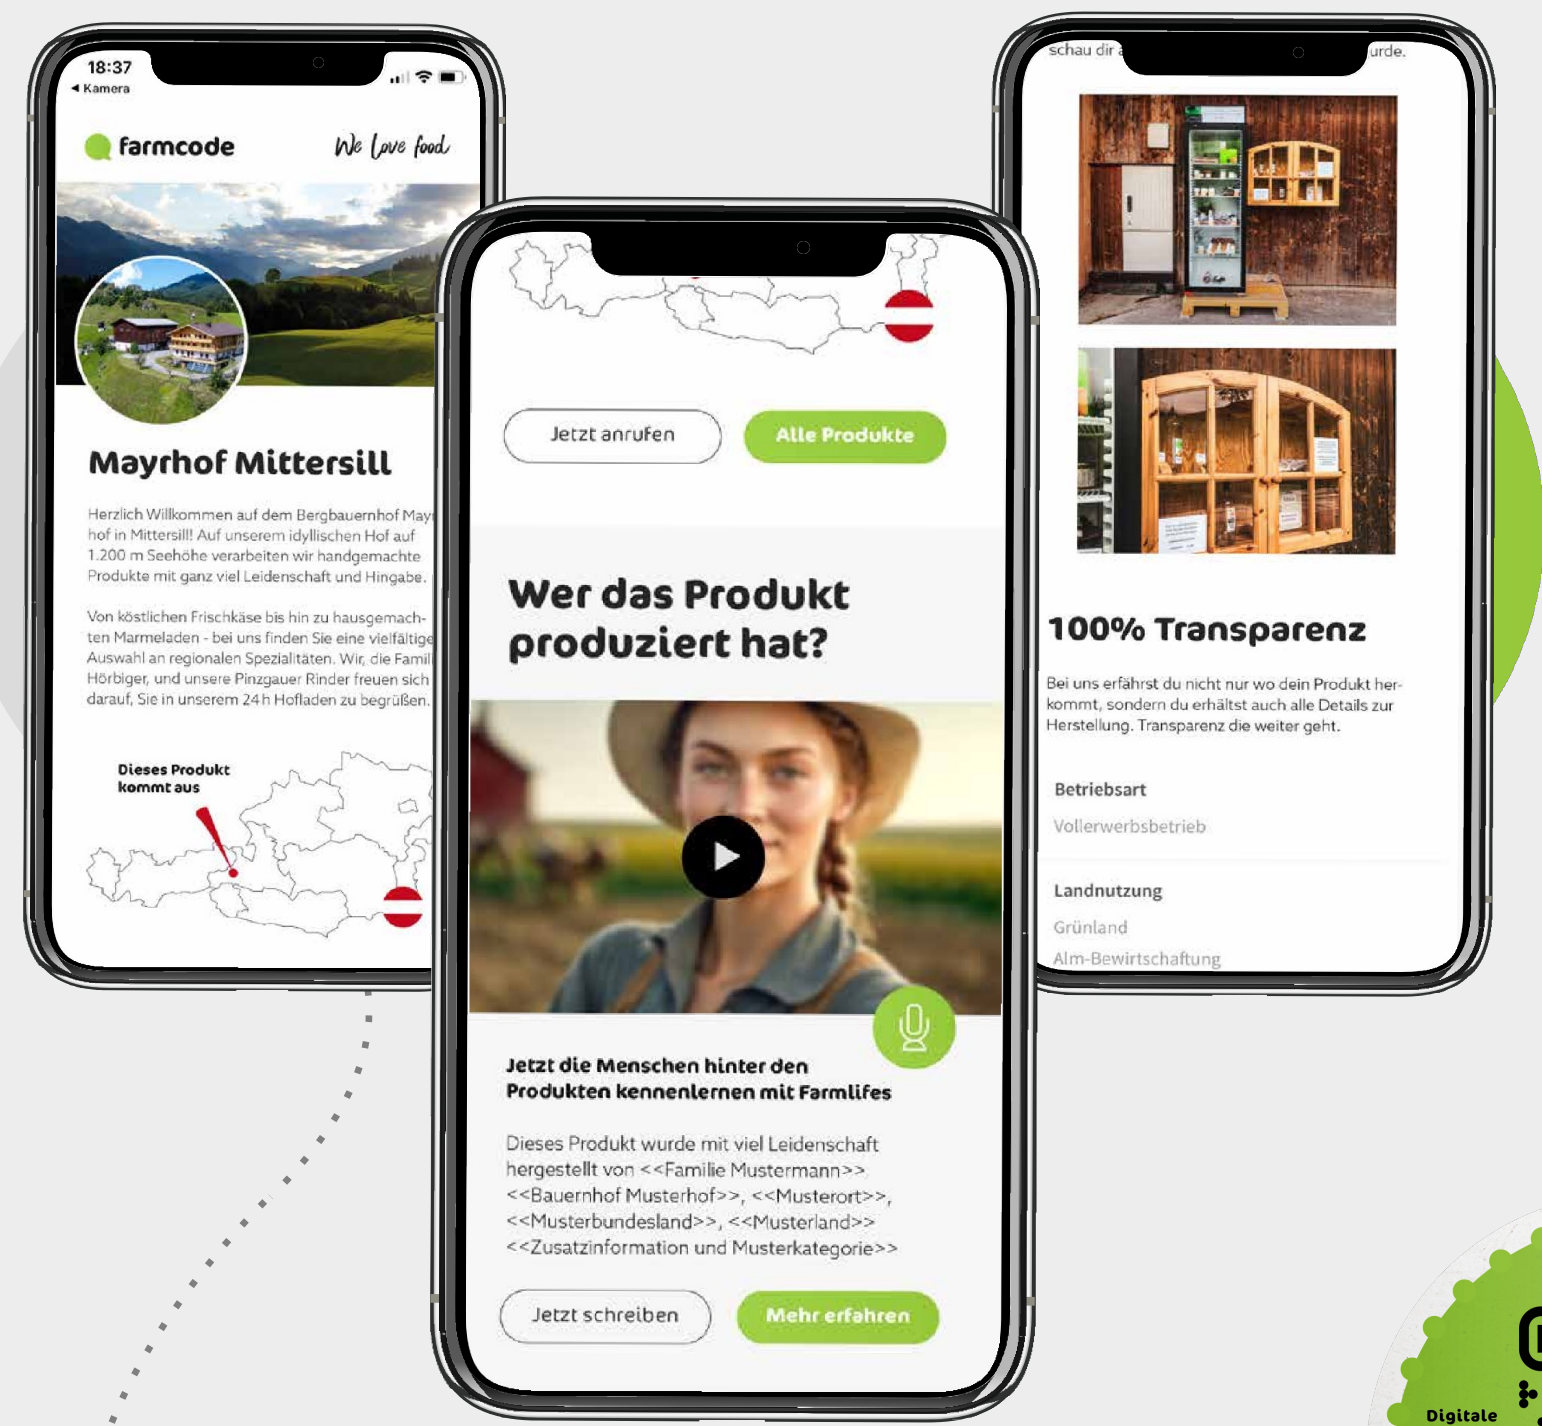 18:37
◀ Kamera
farmcode
We Love food
Mayrhof Mittersill
Herzlich Willkommen auf dem Bergbauernhof May
hof in Mittersill! Auf unserem idyllischen Hof auf
1.200 m Seehöhe verarbeiten wir handgemachte
Produkte mit ganz viel Leidenschaft und Hingabe.
Von köstlichen Frischkäse bis hin zu hausgemach-
ten Marmeladen - bei uns finden Sie eine vielfältige
Auswahl an regionalen Spezialitäten. Wir, die Famil
Hörbiger, und unsere Pinzgauer Rinder freuen sich
darauf, Sie in unserem 24 h Hofladen zu begrüßen.
Dieses Produkt
kommt aus
Jetzt anrufen
Alle Produkte
Wer das Produkt
produziert hat?
Jetzt die Menschen hinter den
Produkten kennenlernen mit Farmlifes
Dieses Produkt wurde mit viel Leidenschaft
hergestellt von <<Familie Mustermann>>
<<Bauernhof Musterhof>>, <<Musterort>>,
<<Musterbundesland>>, <<Musterland>>
<<Zusatzinformation und Musterkategorie>>
Jetzt schreiben
Mehr erfahren
schau dir a
urde.
100% Transparenz
Bei uns erfährst du nicht nur wo dein Produkt her-
kommt, sondern du erhältst auch alle Details zur
Herstellung. Transparenz die weiter geht.
Betriebsart
Vollerwerbsbetrieb
Landnutzung
Grünland
Alm-Bewirtschaftung
Digitale